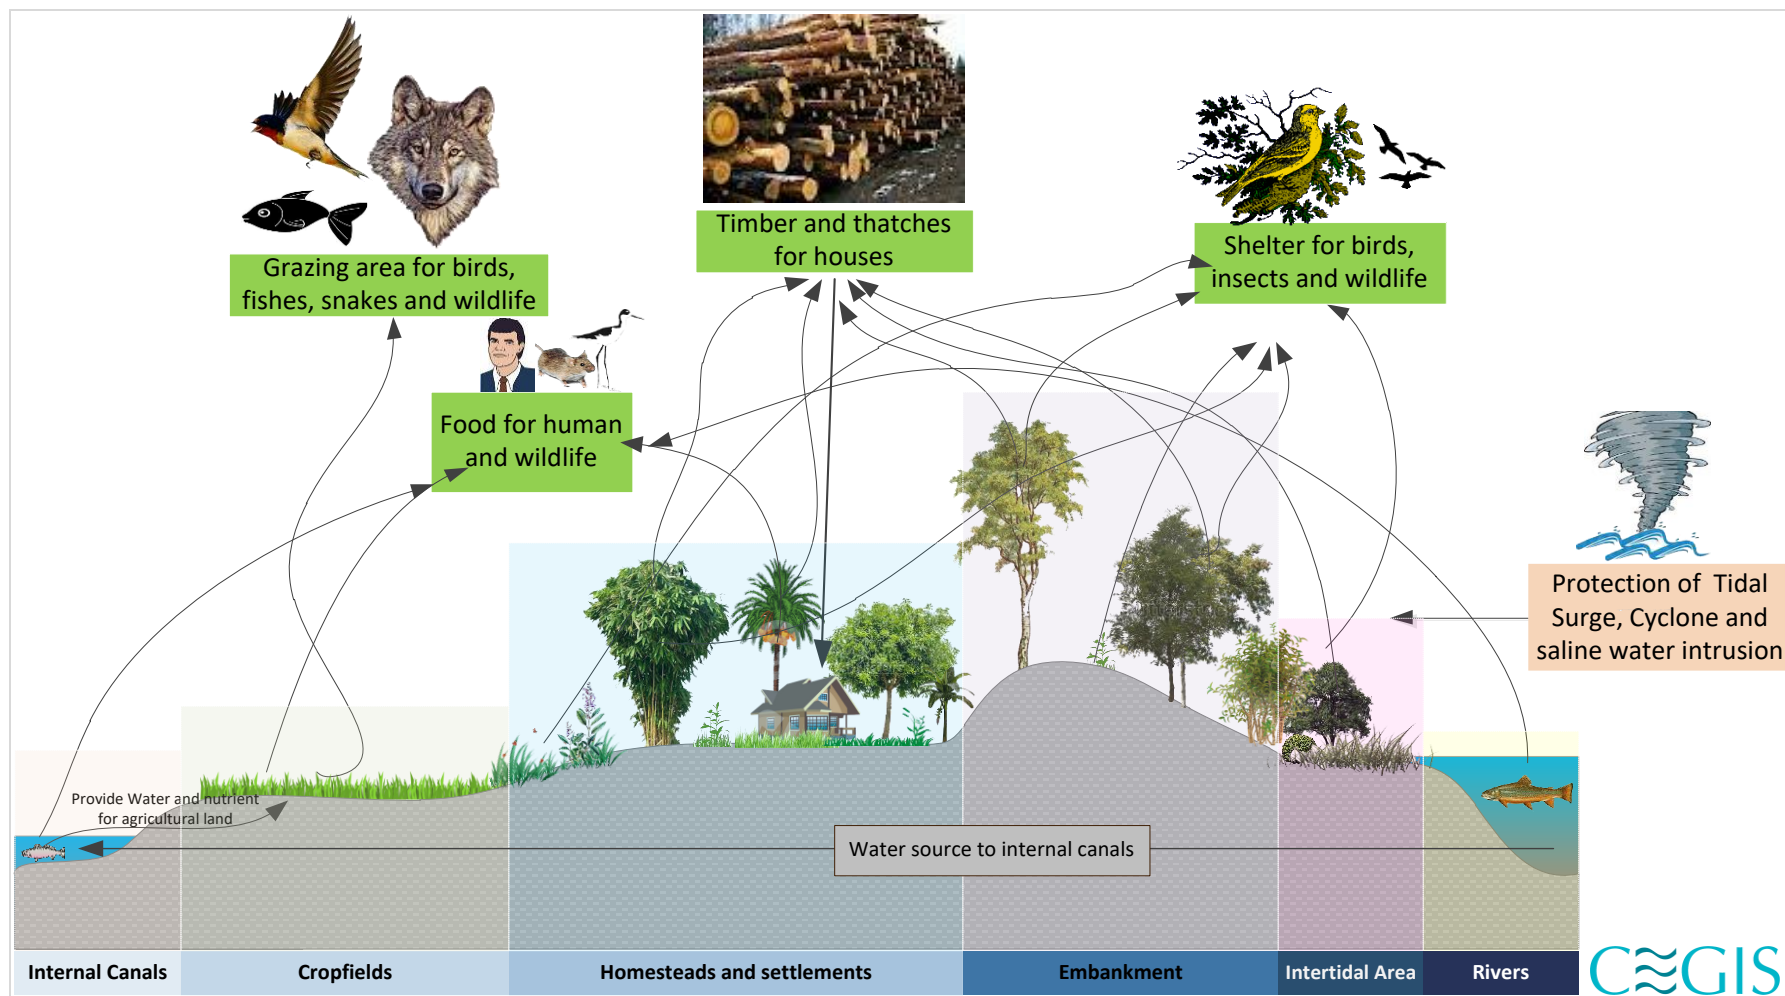 Timber and thatches
for houses
Shelter for birds,
insects and wildlife
Grazing area for birds,
fishes, snakes and wildlife
Food for human
and wildlife
Protection of Tidal
Surge, Cyclone and
saline water intrusion
Provide Water and nutrient
for agricultural land
Water source to internal canals
Internal Canals
Cropfields
Homesteads and settlements
Embankment
Intertidal Area
Rivers
CEGIS